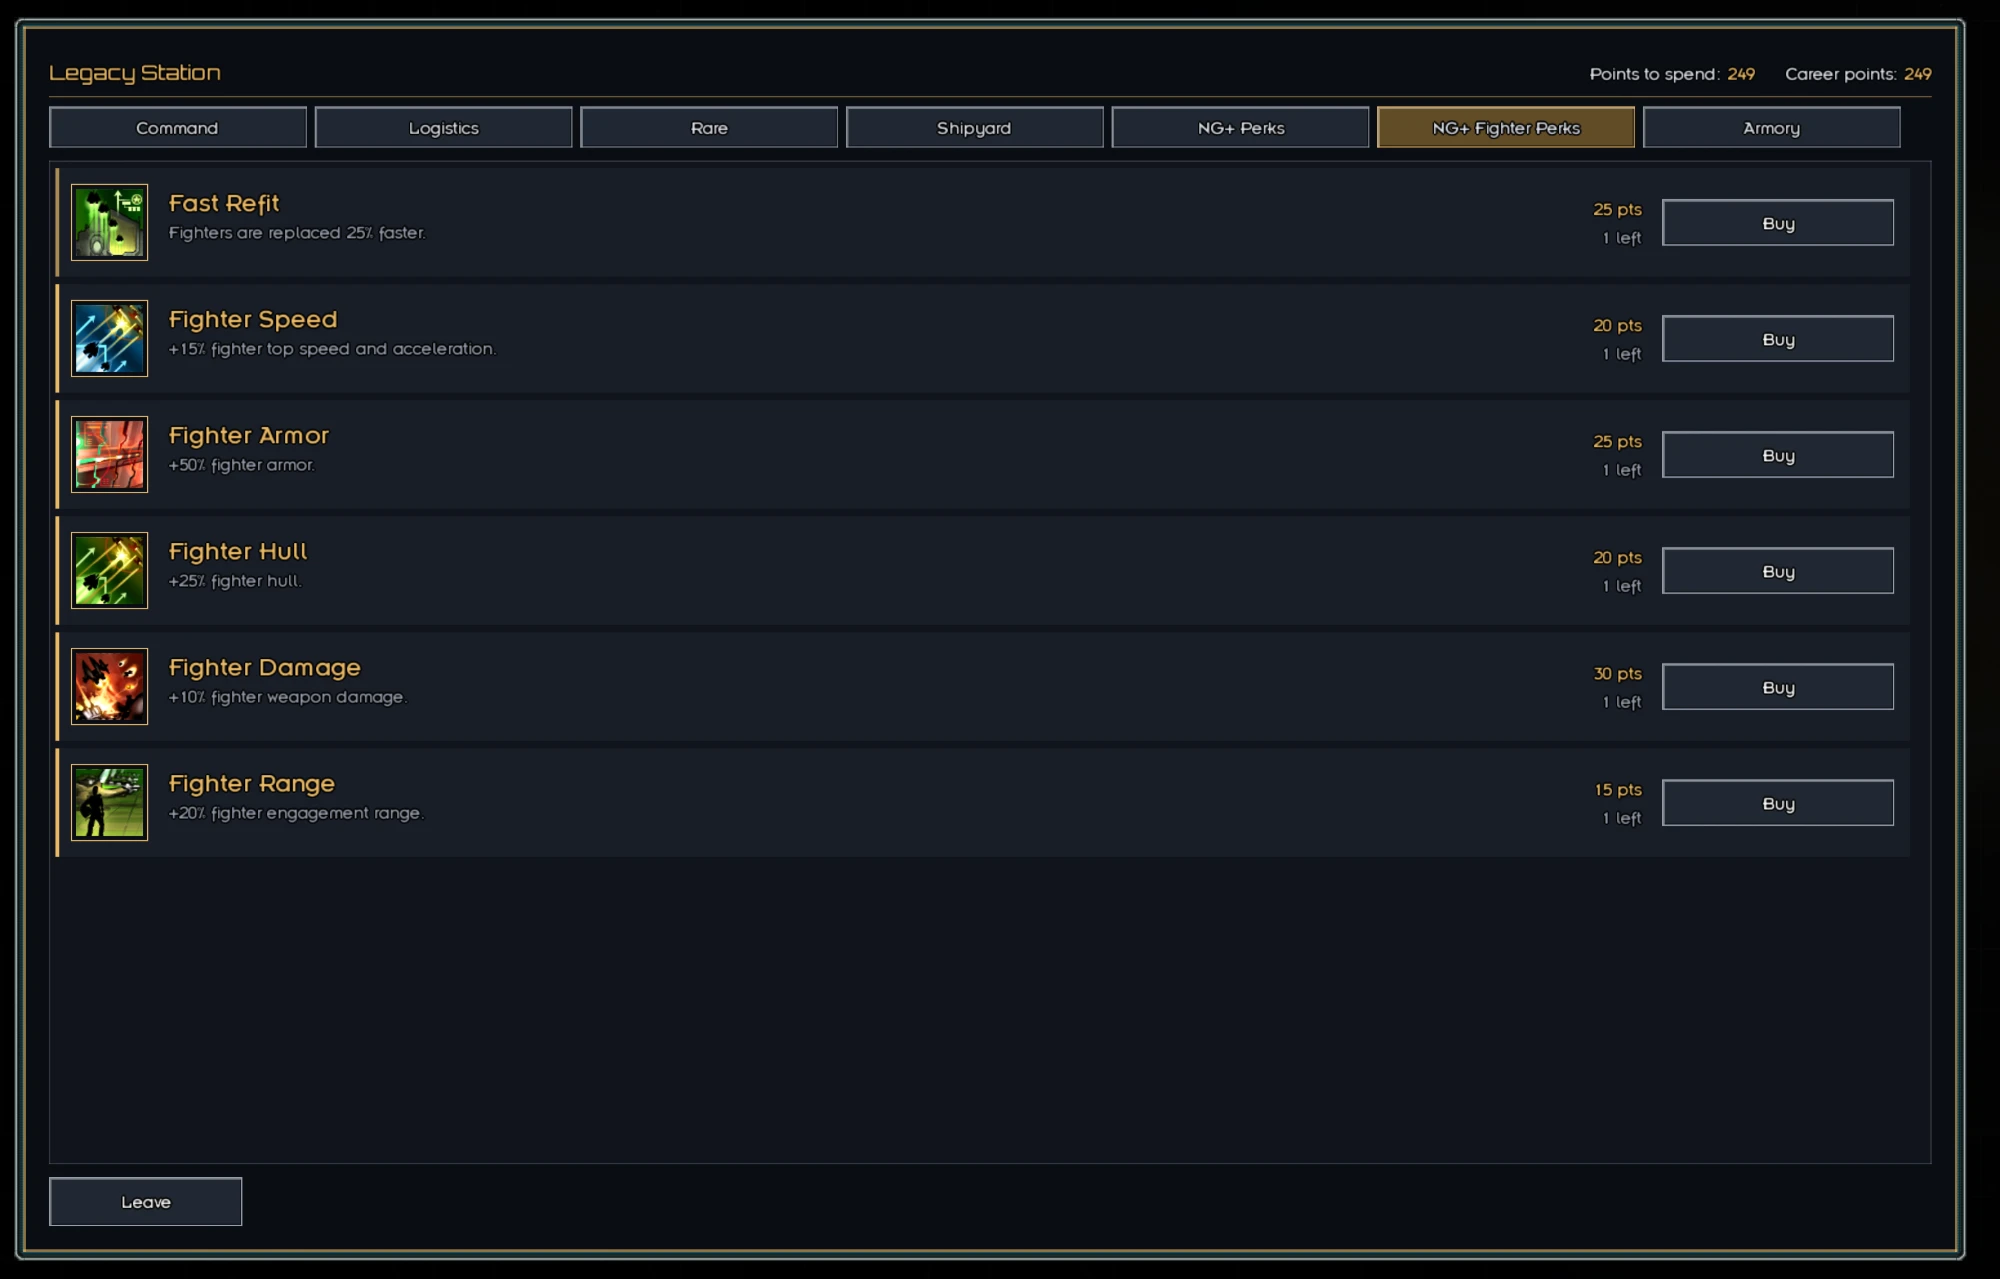 Legacy Station
Points to spend: 249 Career points: 249
Command Logistics Rare Shipyard NG+ Perks NG+ Fighter Perks Armory
Fast Refit
Fighters are replaced 25% faster.
25 pts
1 left
Buy
Fighter Speed
+15% fighter top speed and acceleration.
20 pts
1 left
Buy
Fighter Armor
+50% fighter armor.
25 pts
1 left
Buy
Fighter Hull
+25% fighter hull.
20 pts
1 left
Buy
Fighter Damage
+10% fighter weapon damage.
30 pts
1 left
Buy
Fighter Range
+20% fighter engagement range.
15 pts
1 left
Buy
Leave